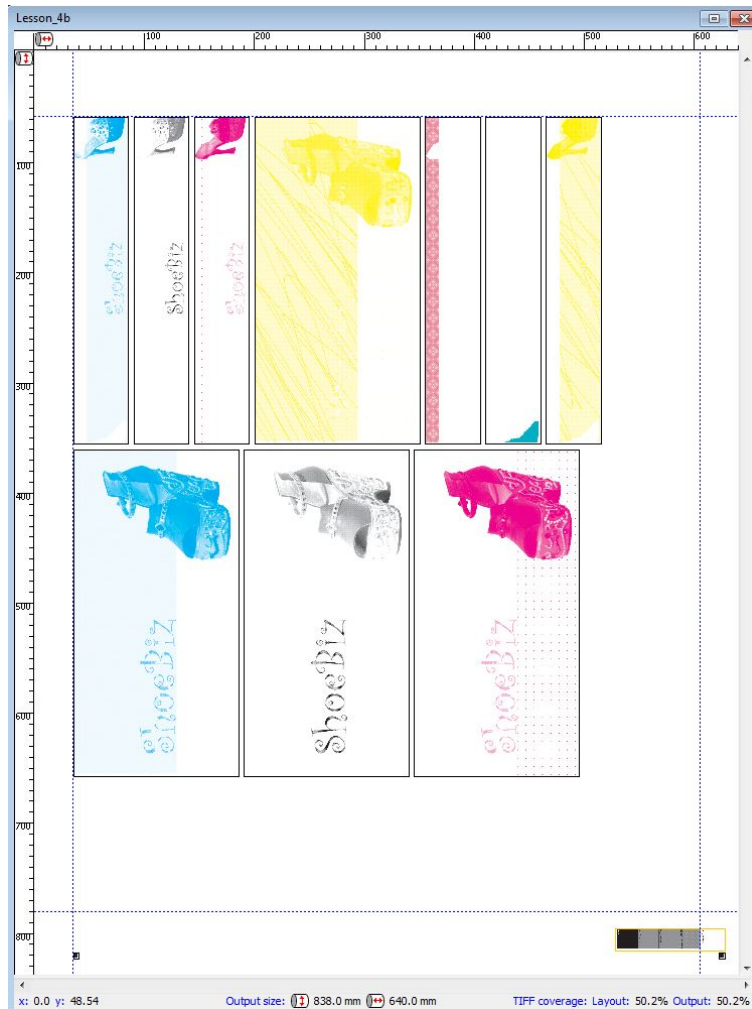 Lesson_4b
100 200 300 400 500 600
100
200
300
400
500
600
700
800
ShoeBiz ShoeBiz ShoeBiz
ShoeBiz ShoeBiz ShoeBiz
x: 0.0 y: 48.54 Output size: 838.0 mm 640.0 mm TIFF coverage: Layout: 50.2% Output: 50.2%